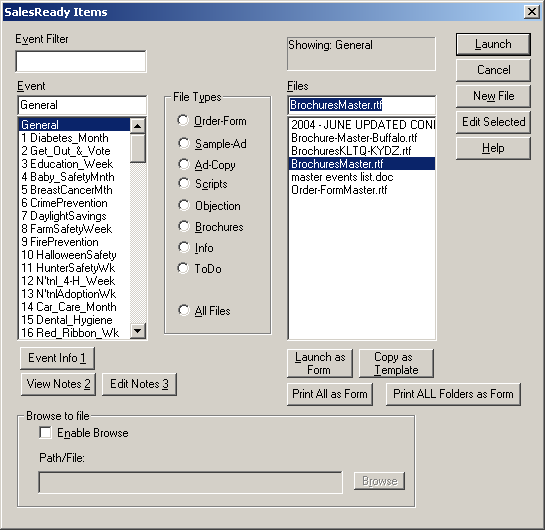 SalesReady Items
Event Filter
Showing: General
Launch
Cancel
New File
Edit Selected
Help
Event
General
General
1 Diabetes_Month
2 Get_Out_&_Vote
3 Education_Week
4 Baby_SafetyMnth
5 BreastCancerMth
6 CrimePrevention
7 DaylightSavings
8 FarmSafetyWeek
9 FirePrevention
10 HalloweenSafety
11 HunterSafetyWk
12 N'tnl_4-H_Week
13 N'tnlAdoptionWk
14 Car_Care_Month
15 Dental_Hygiene
16 Red_Ribbon_Wk
File Types
Order-Form
Sample-Ad
Ad-Copy
Scripts
Objection
Brochures
Info
ToDo
All Files
Files
BrochuresMaster.rtf
2004 - JUNE UPDATED CONI
Brochure-Master-Buffalo.rtf
BrochuresKLTQ-KYDZ.rtf
BrochuresMaster.rtf
master events list.doc
Order-FormMaster.rtf
Event Info 1
View Notes 2
Edit Notes 3
Launch as
Form
Copy as
Template
Print All as Form
Print ALL Folders as Form
Browse to file
Enable Browse
Path/File:
Browse